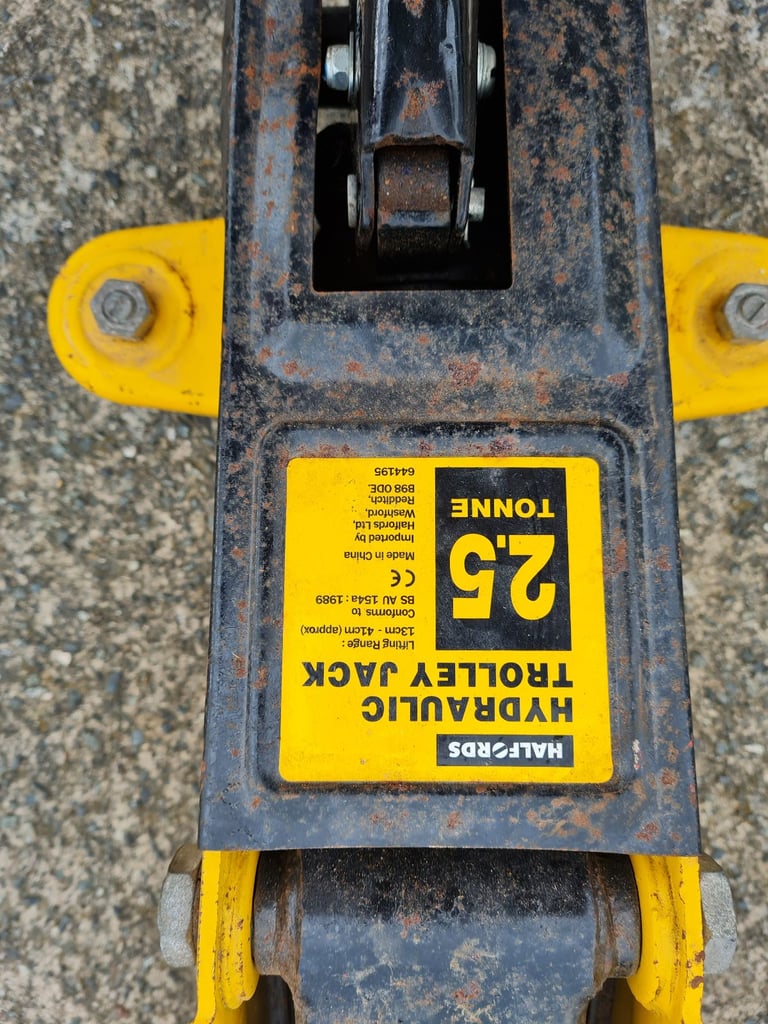 HALFORDS
HYDRAULIC
TROLLEY JACK
2.5
TONNE
Lifting Range:
13cm - 41cm (approx)
Conforms to
BS AU 154a : 1989
CE
Made in China
Imported by
Halfords Ltd,
Washford,
Redditch,
B98 0DE.
644195